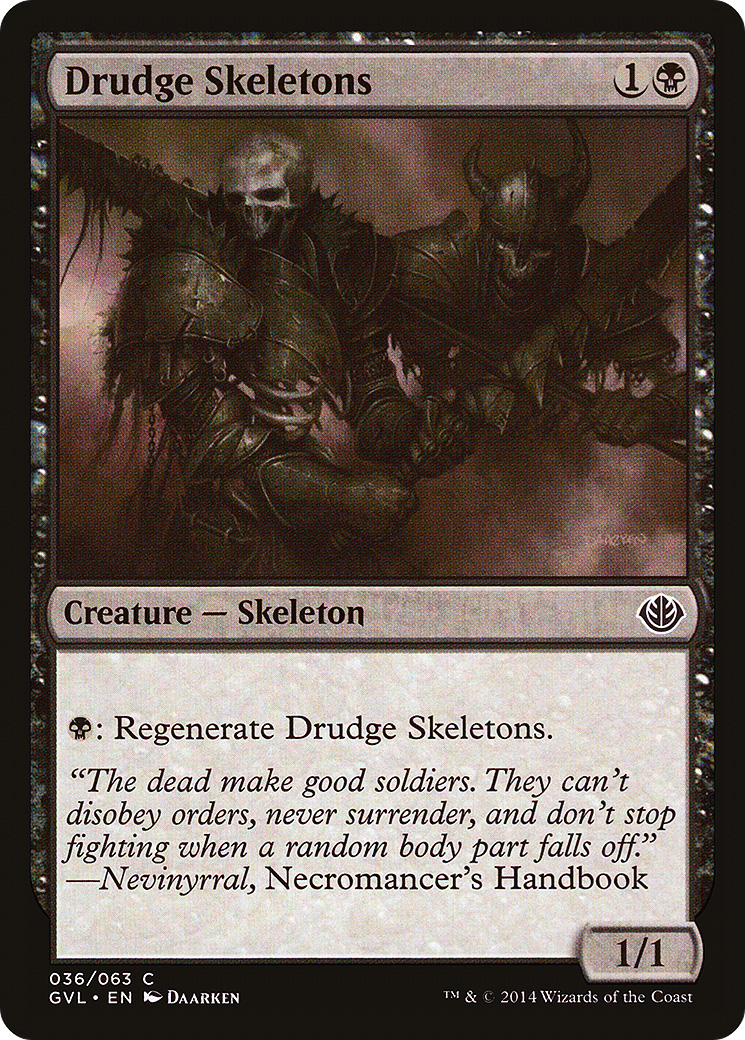 Drudge Skeletons 1
DARREN
Creature — Skeleton
: Regenerate Drudge Skeletons.
“The dead make good soldiers. They can’t
disobey orders, never surrender, and don’t stop
fighting when a random body part falls off.”
—Nevinyrral, Necromancer’s Handbook
1/1
036/063 C
GVL • EN DAARKEN
™ & © 2014 Wizards of the Coast